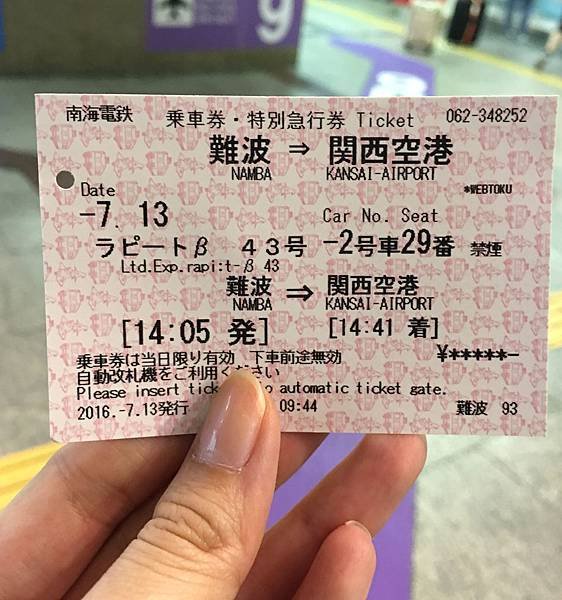 9
南海電鉄 乗車券・特別急行券 Ticket 062-348252
難波 ⇒ 関西空港
NAMBA KANSAI-AIRPORT
*WEBTOKU
Date
-7.13 Car No. Seat
ラピートβ 43号 -2号車29番 禁煙
Ltd.Exp.rapi:t-β 43
難波 ⇒ 関西空港
NAMBA KANSAI-AIRPORT
[14:05 発] [14:41 着]
乗車券は当日限り有効 下車前途無効 ¥*****-
自動改札機をご利用ください
Please insert automatic ticket gate.
2016.-7.13発行 09:44 難波 93